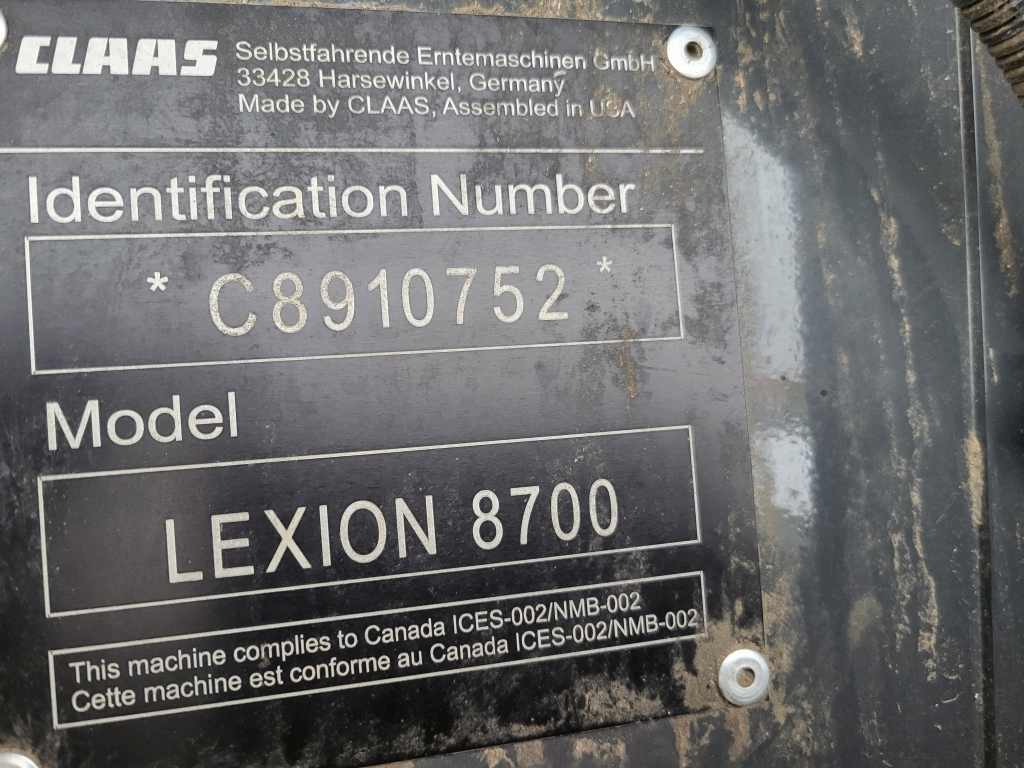 CLAAS
Selbstfahrende Erntemaschinen GmbH
33428 Harsewinkel, Germany
Made by CLAAS, Assembled in USA
Identification Number
* C8910752 *
Model
LEXION 8700
This machine complies to Canada ICES-002/NMB-002
Cette machine est conforme au Canada ICES-002/NMB-002